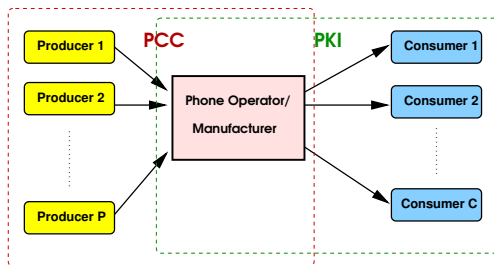 Producer 1
PCC
PKI
Consumer 1
Producer 2
Phone Operator/
Manufacturer
Consumer 2
Producer P
Consumer C